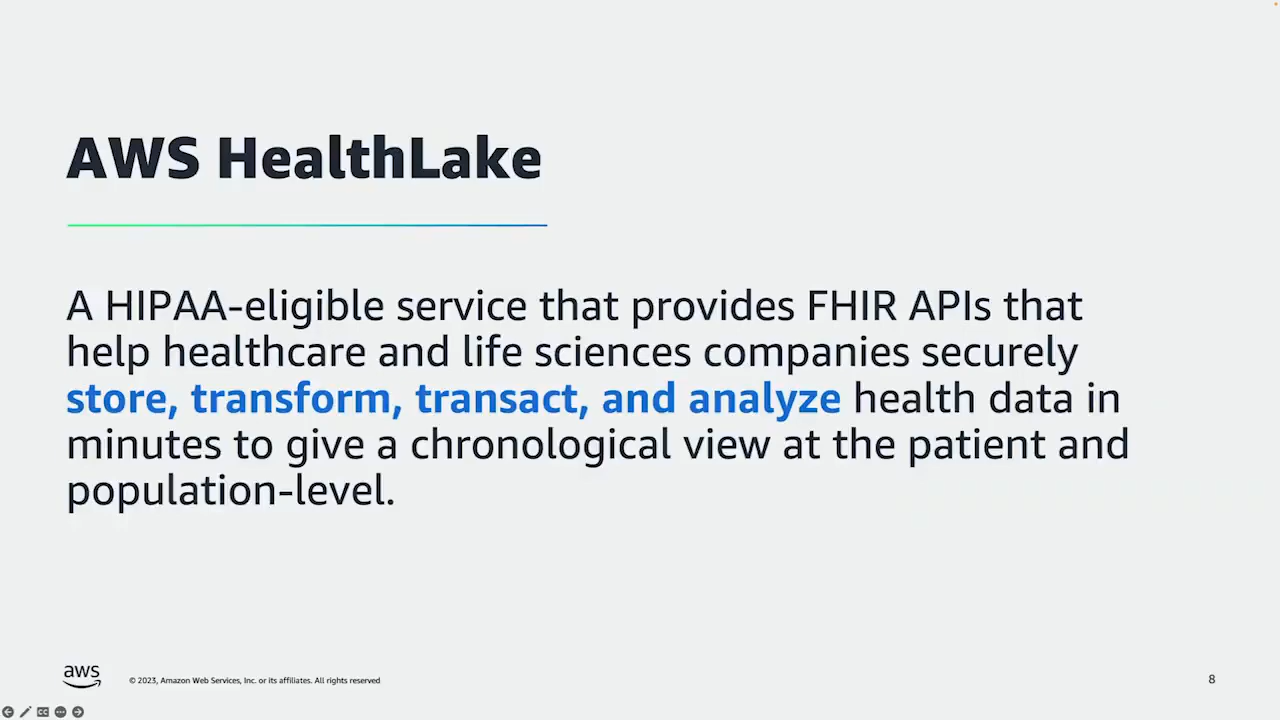 AWS HealthLake
A HIPAA-eligible service that provides FHIR APIs that
help healthcare and life sciences companies securely
store, transform, transact, and analyze health data in
minutes to give a chronological view at the patient and
population-level.
aws
© 2023, Amazon Web Services, Inc. or its affiliates. All rights reserved
8
CC